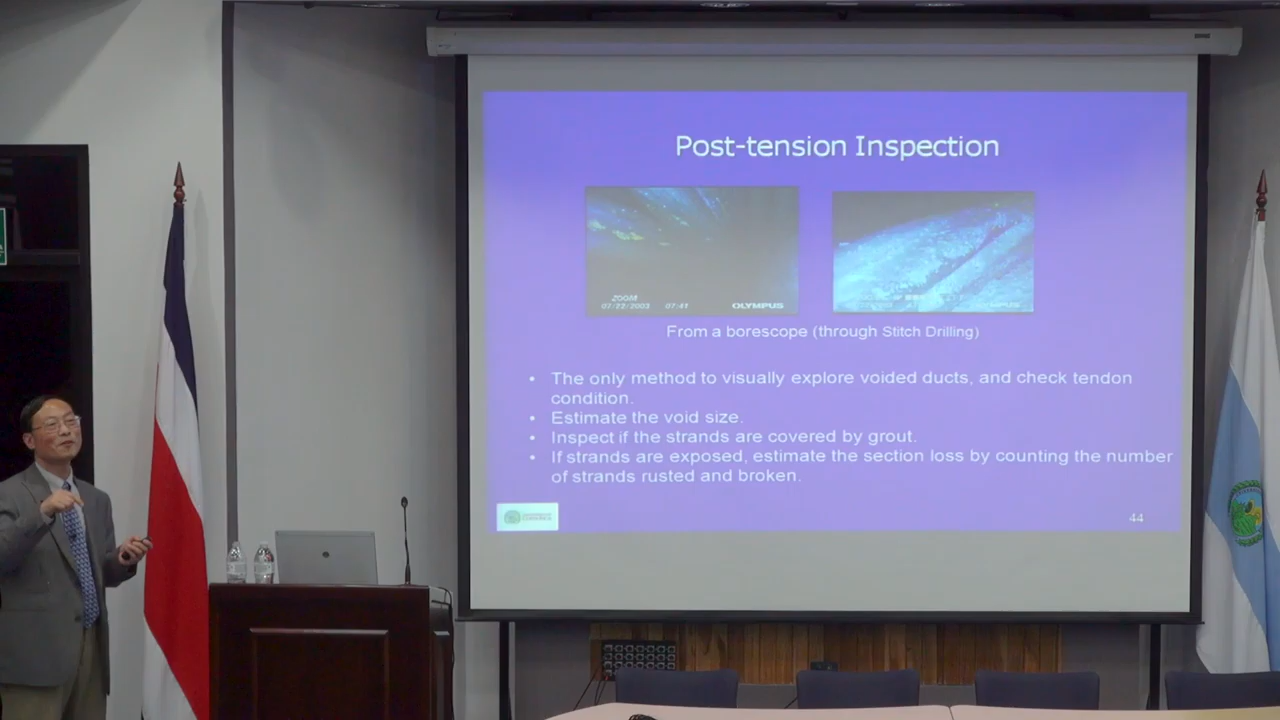 Post-tension Inspection
ZOOM
07/22/2003 07:41 OLYMPUS
From a borescope (through Stitch Drilling)
• The only method to visually explore voided ducts, and check tendon
condition.
• Estimate the void size.
• Inspect if the strands are covered by grout.
• If strands are exposed, estimate the section loss by counting the number
of strands rusted and broken.
44